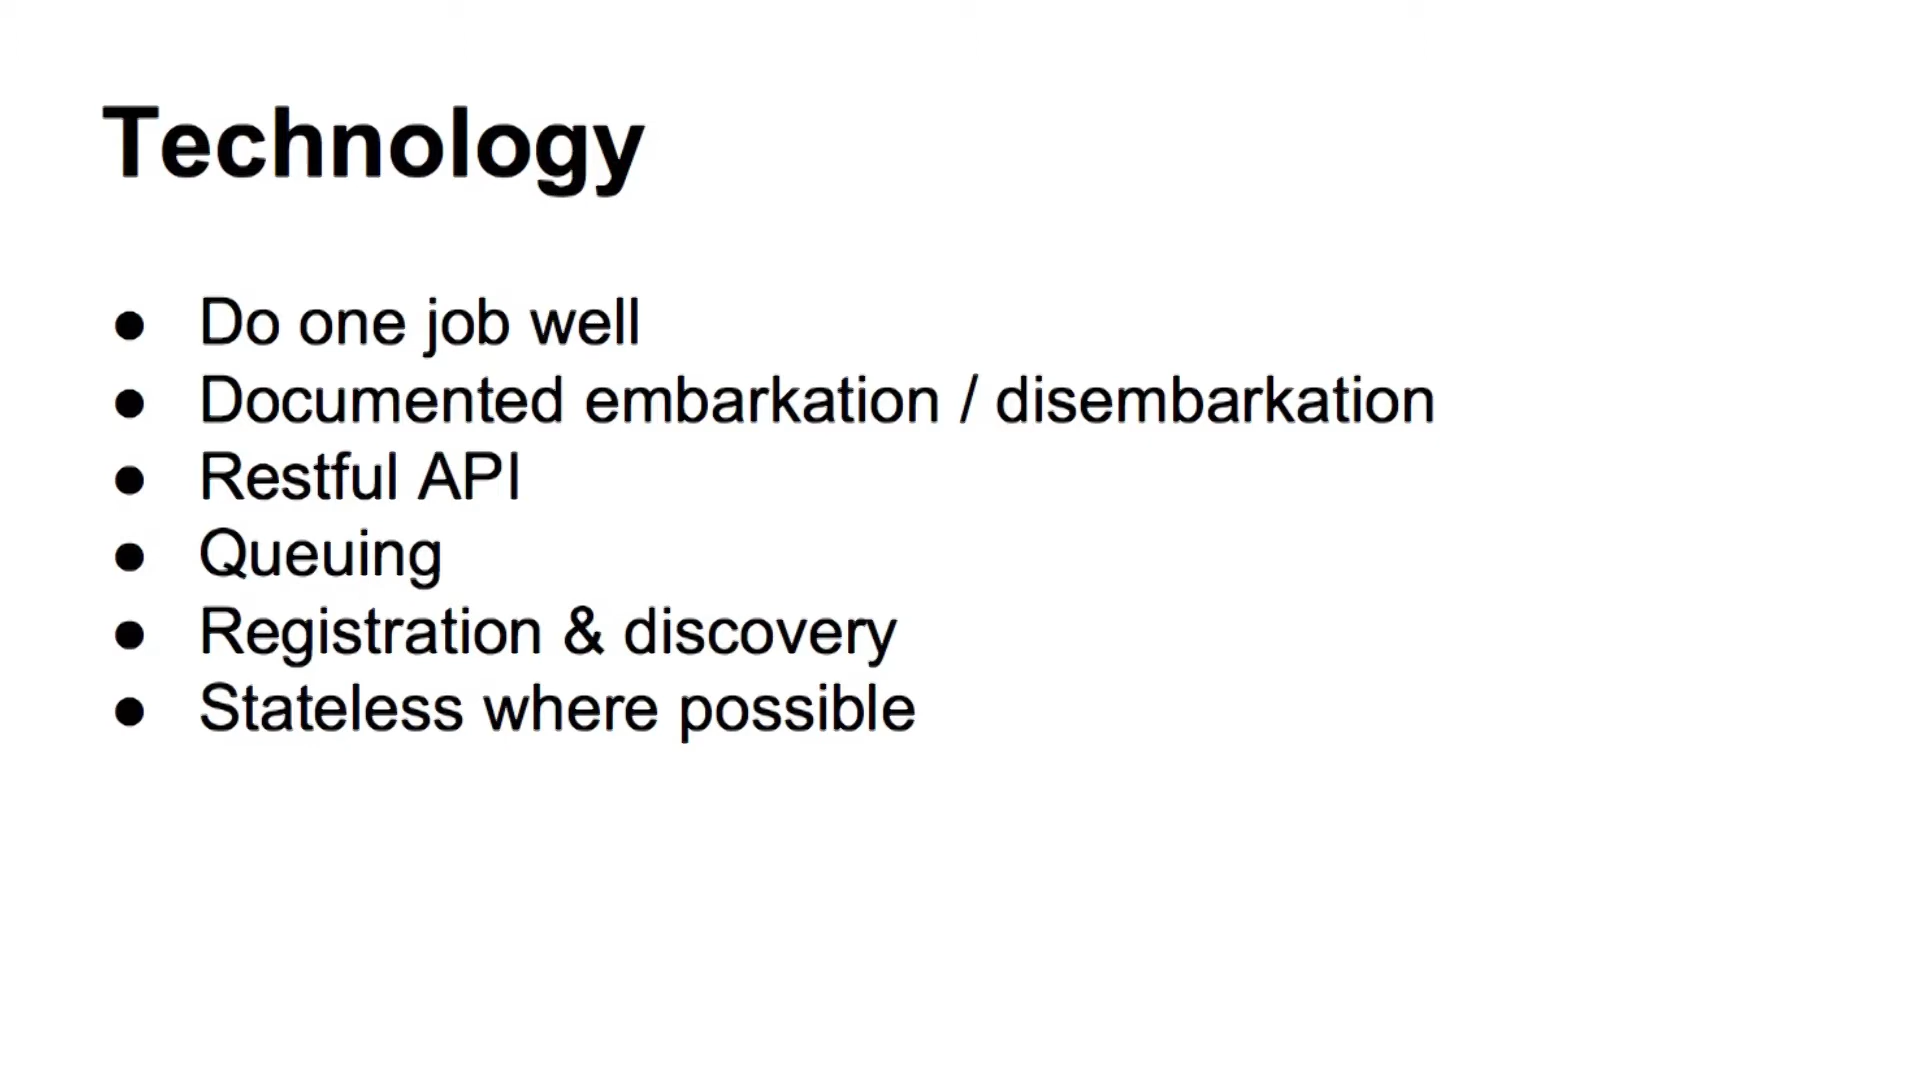 Technology
● Do one job well
● Documented embarkation / disembarkation
● Restful API
● Queuing
● Registration & discovery
● Stateless where possible